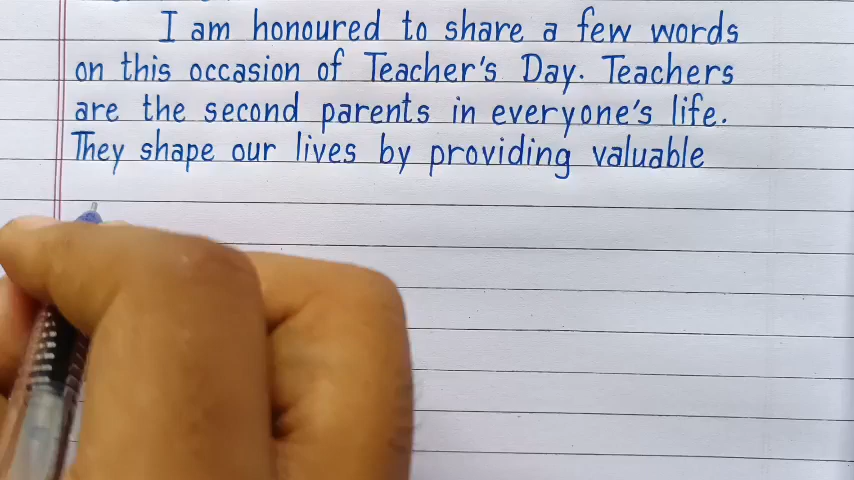 I am honoured to share a few words
on this occasion of Teacher's Day. Teachers
are the second parents in everyone's life.
They shape our lives by providing valuable